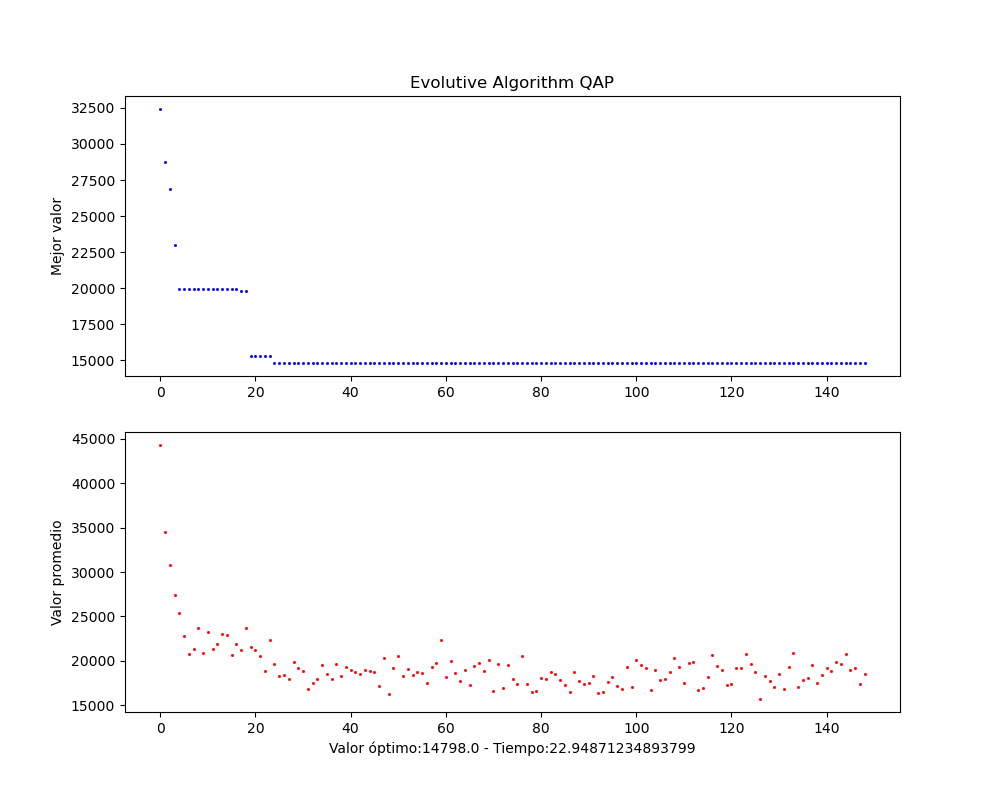 Evolutive Algorithm QAP
32500
30000
27500
25000
22500
20000
17500
15000
Mejor valor
0 20 40 60 80 100 120 140
45000
40000
35000
30000
25000
20000
15000
Valor promedio
0 20 40 60 80 100 120 140
Valor óptimo:14798.0 - Tiempo:22.94871234893799